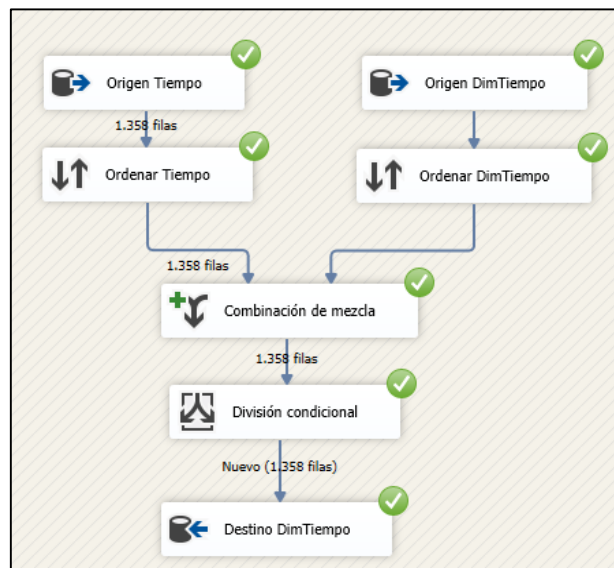 Origen Tiempo
Origen DimTiempo
1.358 filas
Ordenar Tiempo
Ordenar DimTiempo
1.358 filas
Combinación de mezcla
1.358 filas
División condicional
Nuevo (1.358 filas)
Destino DimTiempo